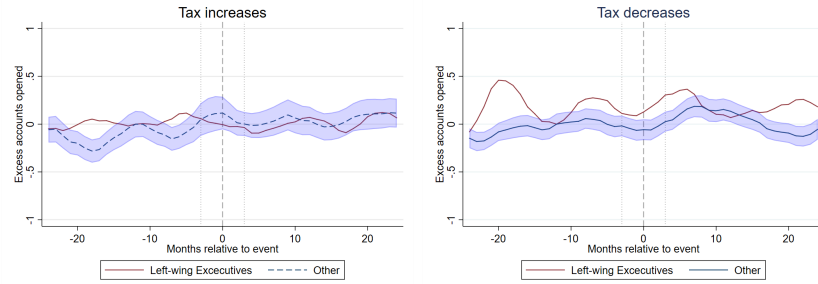 Tax increases
Excess accounts opened
1
.5
0
-.5
-1
-20
-10
0
10
20
Months relative to event
Left-wing Excecutives
Other
Tax decreases
Excess accounts opened
1
.5
0
-.5
-1
-20
-10
0
10
20
Months relative to event
Left-wing Excecutives
Other